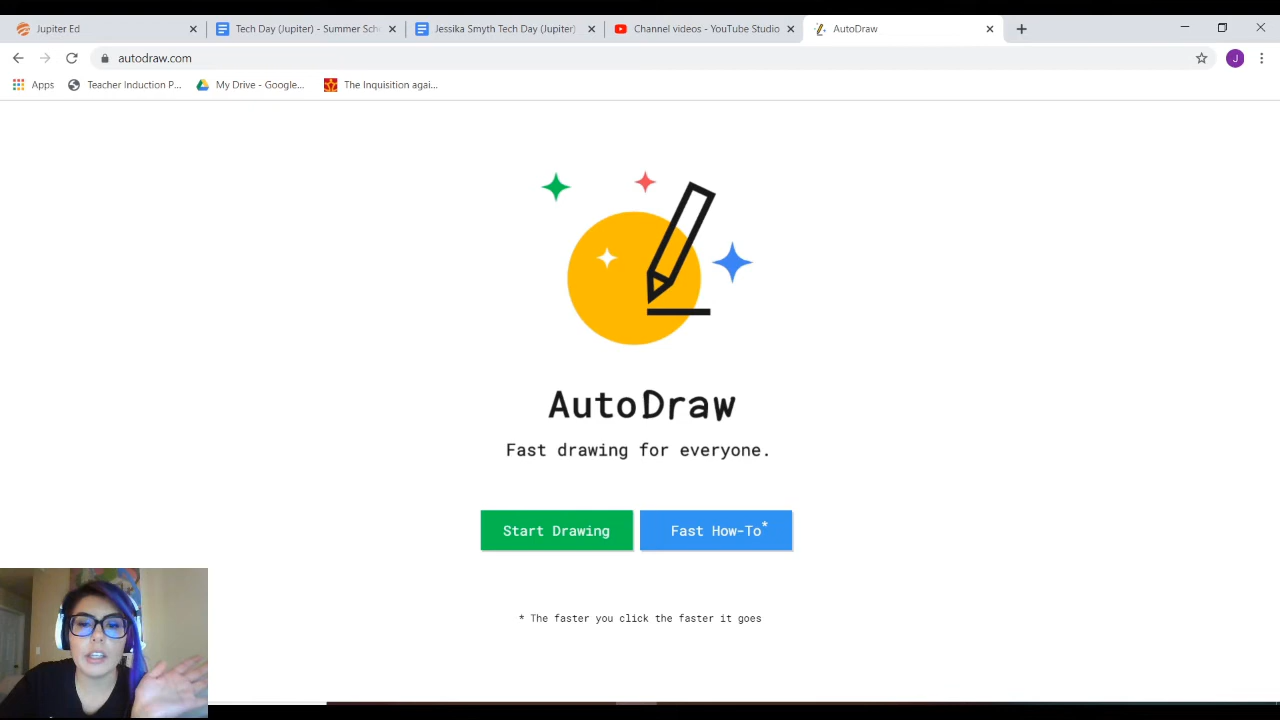 Jupiter Ed
Tech Day (Jupiter) - Summer Sch
Jessika Smyth Tech Day (Jupiter)
Channel videos - YouTube Studio
AutoDraw
autodraw.com
J
Apps
Teacher Induction P...
My Drive - Google...
The Inquisition agai...
AutoDraw
Fast drawing for everyone.
Start Drawing
Fast How-To*
* The faster you click the faster it goes